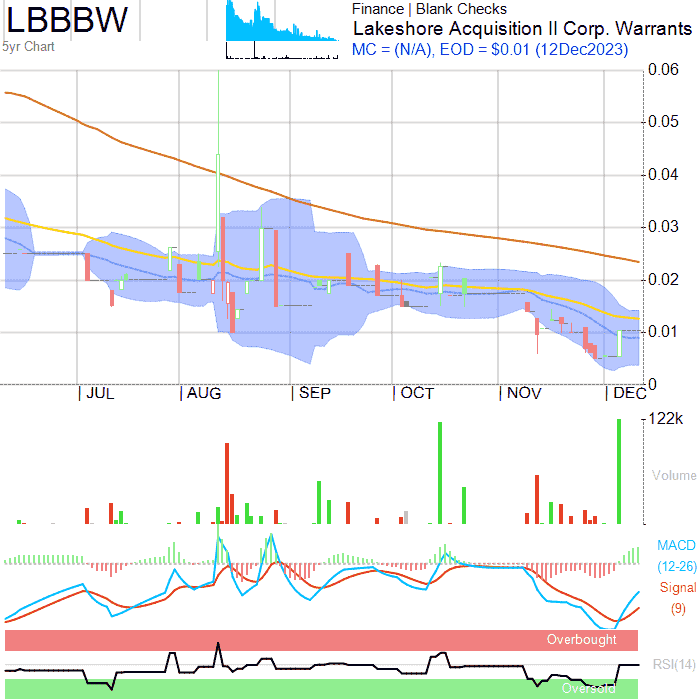 LBBBW
5yr Chart
Finance | Blank Checks
Lakeshore Acquisition II Corp. Warrants
MC = (N/A), EOD = $0.01 (12Dec2023)
0.06
0.05
0.04
0.03
0.02
0.01
0
JUL AUG SEP OCT NOV DEC
122k
Volume
MACD
(12-26)
Signal
(9)
Overbought
RSI(14)
Oversold